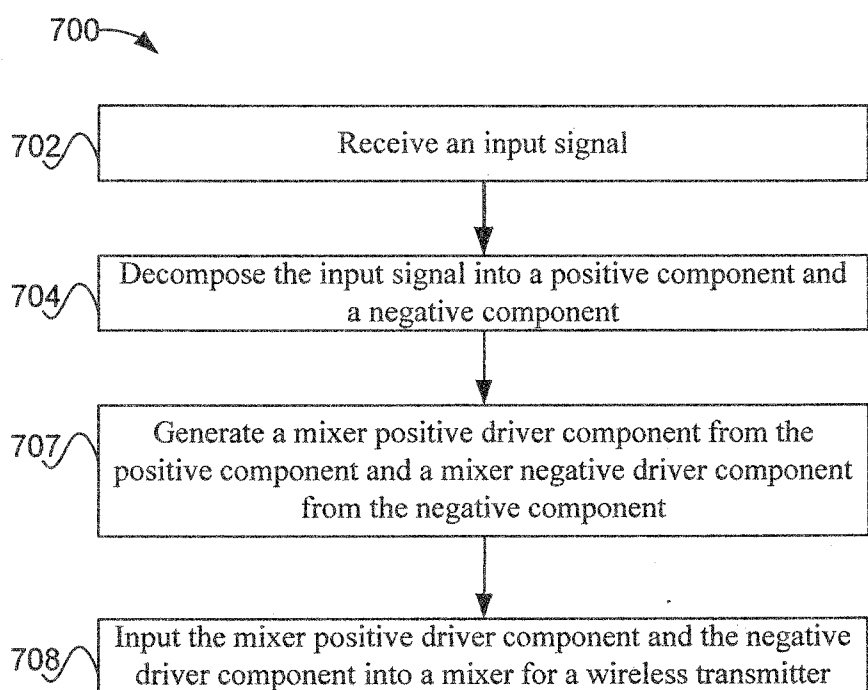 700
702
Receive an input signal
704
Decompose the input signal into a positive component and
a negative component
707
Generate a mixer positive driver component from the
positive component and a mixer negative driver component
from the negative component
708
Input the mixer positive driver component and the negative
driver component into a mixer for a wireless transmitter